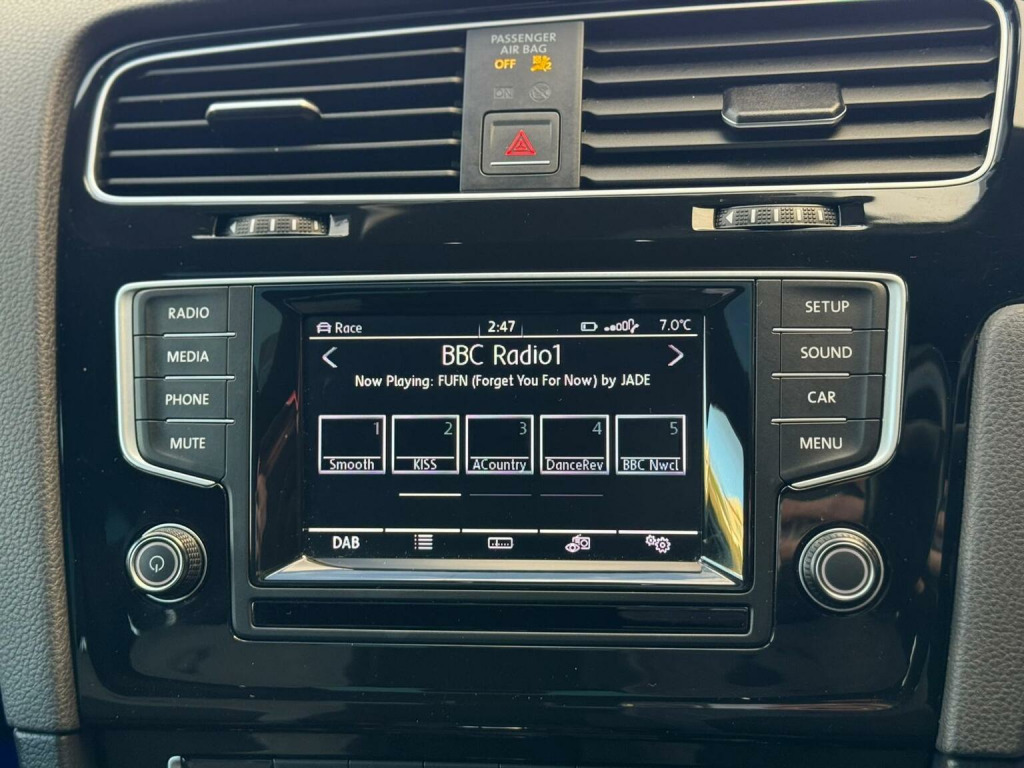 PASSENGER
AIR BAG
OFF
ON
RADIO
MEDIA
PHONE
MUTE
SETUP
SOUND
CAR
MENU
Race 2:47 7.0°C
< BBC Radio1 >
Now Playing: FUFN (Forget You For Now) by JADE
1 2 3 4 5
Smooth KISS ACountry DanceRev BBC Nwcl
DAB